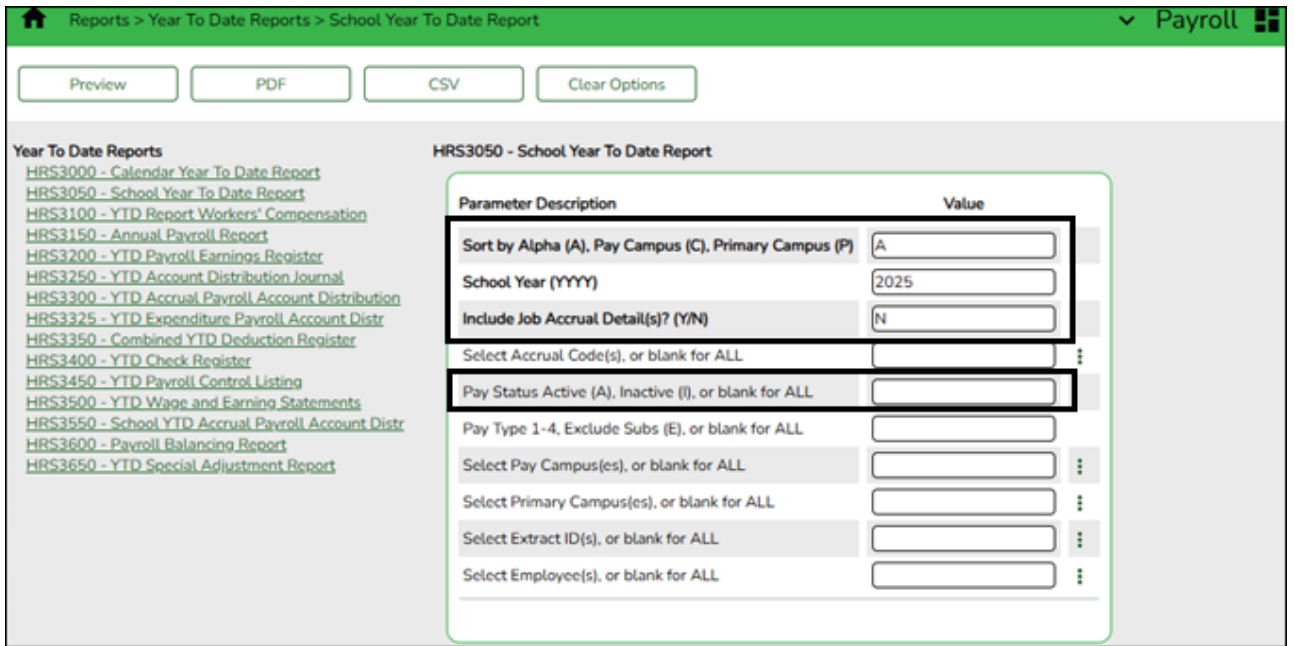 Reports > Year To Date Reports > School Year To Date Report
Payroll
Preview PDF CSV Clear Options
Year To Date Reports
HRS3000 - Calendar Year To Date Report
HRS3050 - School Year To Date Report
HRS3100 - YTD Report Workers' Compensation
HRS3150 - Annual Payroll Report
HRS3200 - YTD Payroll Earnings Register
HRS3250 - YTD Account Distribution Journal
HRS3300 - YTD Accrual Payroll Account Distribution
HRS3325 - YTD Expenditure Payroll Account Distr
HRS3350 - Combined YTD Deduction Register
HRS3400 - YTD Check Register
HRS3450 - YTD Payroll Control Listing
HRS3500 - YTD Wage and Earning Statements
HRS3550 - School YTD Accrual Payroll Account Distr
HRS3600 - Payroll Balancing Report
HRS3650 - YTD Special Adjustment Report
HRS3050 - School Year To Date Report
Parameter Description Value
Sort by Alpha (A), Pay Campus (C), Primary Campus (P) A
School Year (YYYY) 2025
Include Job Accrual Detail(s)? (Y/N) N
Select Accrual Code(s), or blank for ALL
Pay Status Active (A), Inactive (I), or blank for ALL
Pay Type 1-4, Exclude Subs (E), or blank for ALL
Select Pay Campus(es), or blank for ALL
Select Primary Campus(es), or blank for ALL
Select Extract ID(s), or blank for ALL
Select Employee(s), or blank for ALL